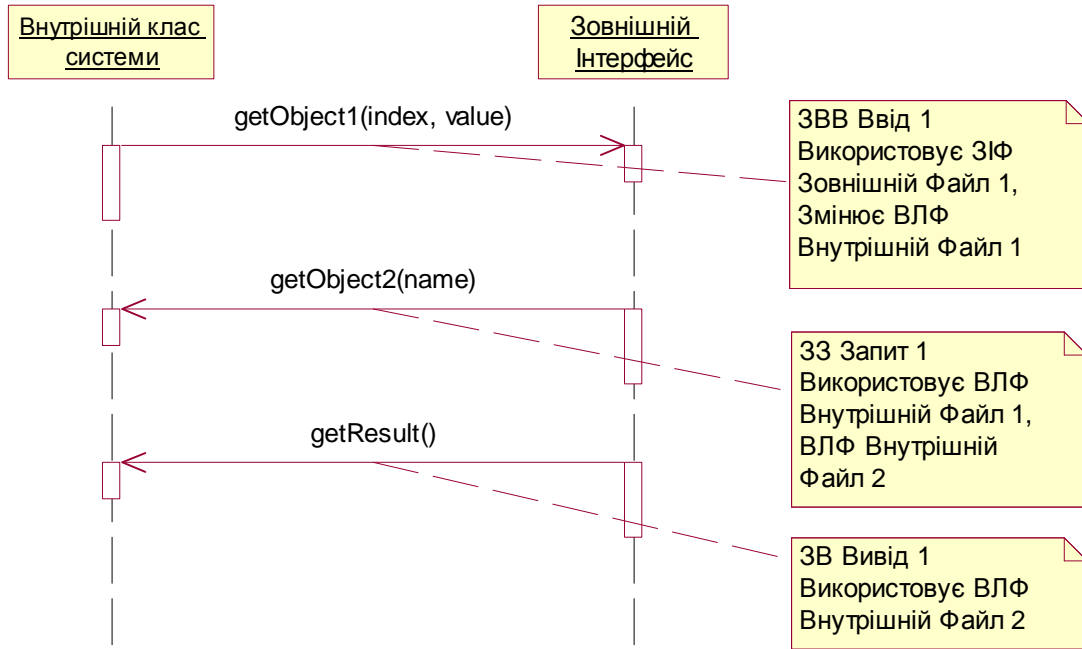 Внутрішній клас
системи
Зовнішній
Інтерфейс
getObject1(index, value)
ЗВВ Ввід 1
Використовує ЗІФ
Зовнішній Файл 1,
Змінює ВЛФ
Внутрішній Файл 1
getObject2(name)
ЗЗ Запит 1
Використовує ВЛФ
Внутрішній Файл 1,
ВЛФ Внутрішній
Файл 2
getResult()
ЗВ Вивід 1
Використовує ВЛФ
Внутрішній Файл 2